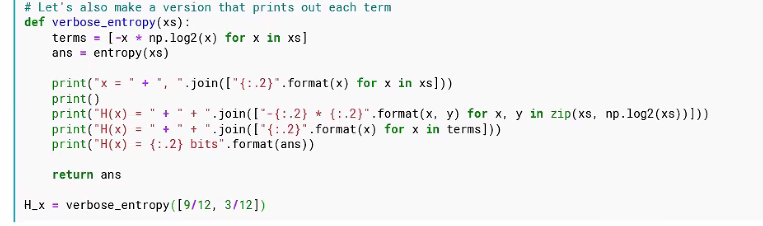 # Let's also make a version that prints out each term
def verbose_entropy(xs):
    terms = [-x * np.log2(x) for x in xs]
    ans = entropy(xs)

    print("x = " + ", ".join(["{:.2}".format(x) for x in xs]))
    print()
    print("H(x) = " + " + ".join(["-{:.2} * {:.2}".format(x, y) for x, y in zip(xs, np.log2(xs))]))
    print("H(x) = " + " + ".join(["{:.2}".format(x) for x in terms]))
    print("H(x) = {:.2} bits".format(ans))

    return ans

H_x = verbose_entropy([9/12, 3/12])